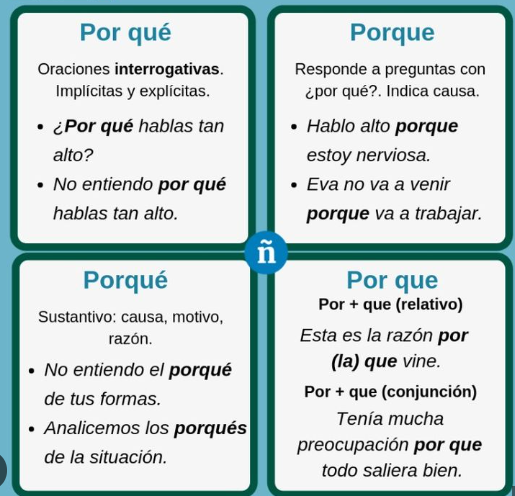 Por qué
Oraciones interrogativas.
Implícitas y explícitas.
• ¿Por qué hablas tan
alto?
• No entiendo por qué
hablas tan alto.
Porque
Responde a preguntas con
¿por qué?. Indica causa.
• Hablo alto porque
estoy nerviosa.
• Eva no va a venir
porque va a trabajar.
ñ
Porqué
Sustantivo: causa, motivo,
razón.
• No entiendo el porqué
de tus formas.
• Analicemos los porqués
de la situación.
Por que
Por + que (relativo)
Esta es la razón por
(la) que vine.
Por + que (conjunción)
Tenía mucha
preocupación por que
todo saliera bien.